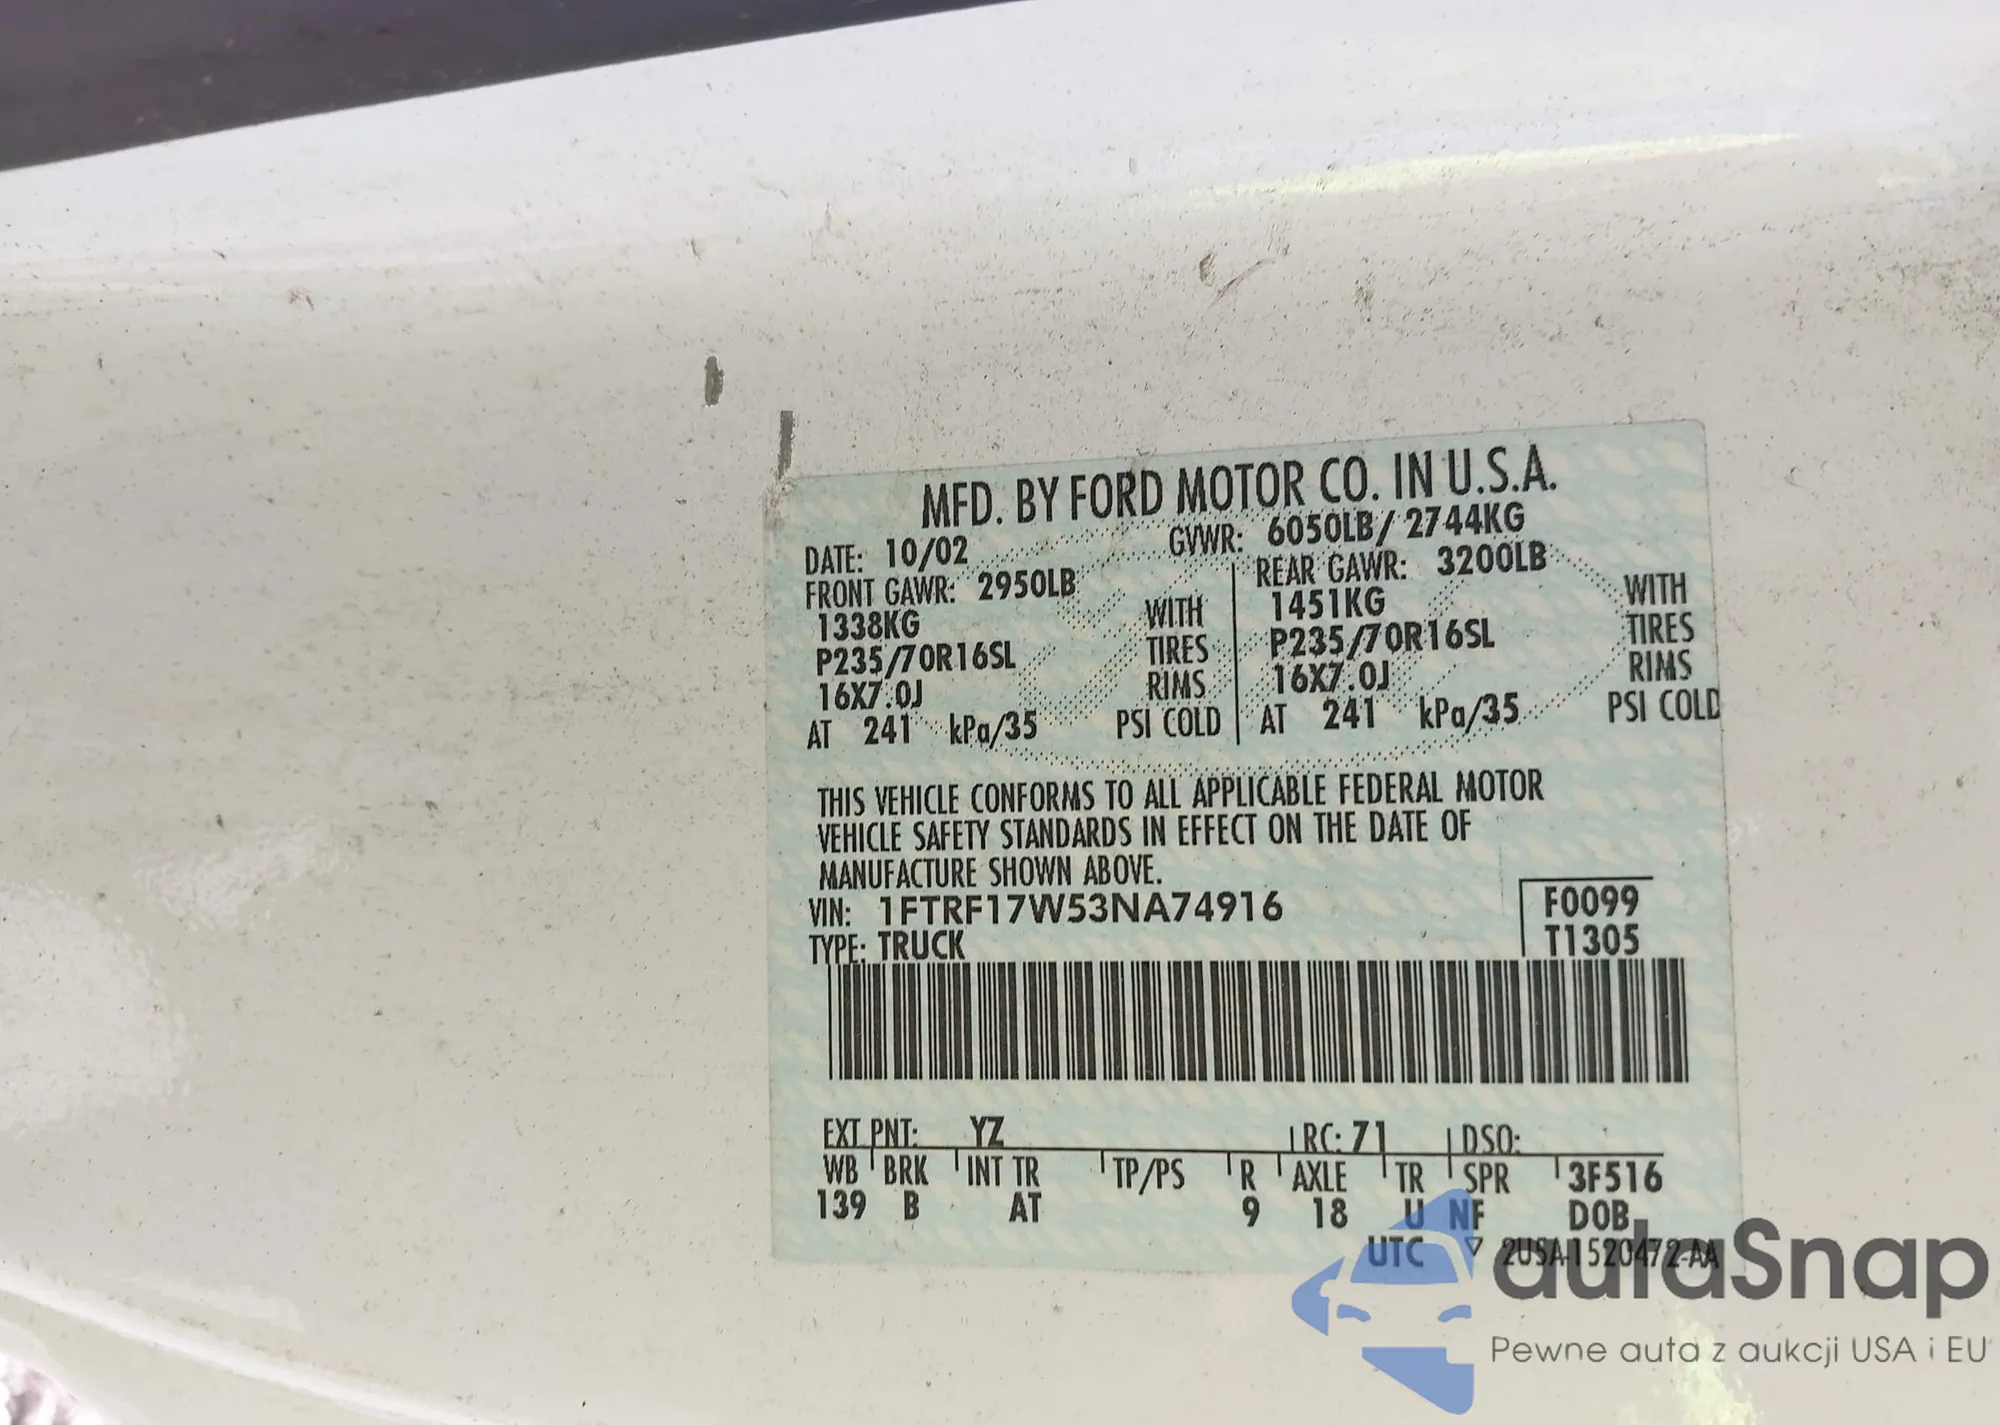 MFD. BY FORD MOTOR CO. IN U.S.A.
DATE: 10/02 GVWR: 6050LB/ 2744KG
FRONT GAWR: 2950LB REAR GAWR: 3200LB
1338KG WITH 1451KG WITH
P235/70R16SL TIRES P235/70R16SL TIRES
16X7.0J RIMS 16X7.0J RIMS
AT 241 kPa/35 PSI COLD AT 241 kPa/35 PSI COLD
THIS VEHICLE CONFORMS TO ALL APPLICABLE FEDERAL MOTOR
VEHICLE SAFETY STANDARDS IN EFFECT ON THE DATE OF
MANUFACTURE SHOWN ABOVE.
VIN: 1FTRF17W53NA74916 F0099
TYPE: TRUCK T1305
EXT PNT: YZ RC: 71 DSO:
WB BRK INT TR TP/PS R AXLE TR SPR 3F516
139 B AT 9 18 U NF DOB
UTC ▽ 2U5A-1520472-AA
autaSnap
Pewne auta z aukcji USA i EU